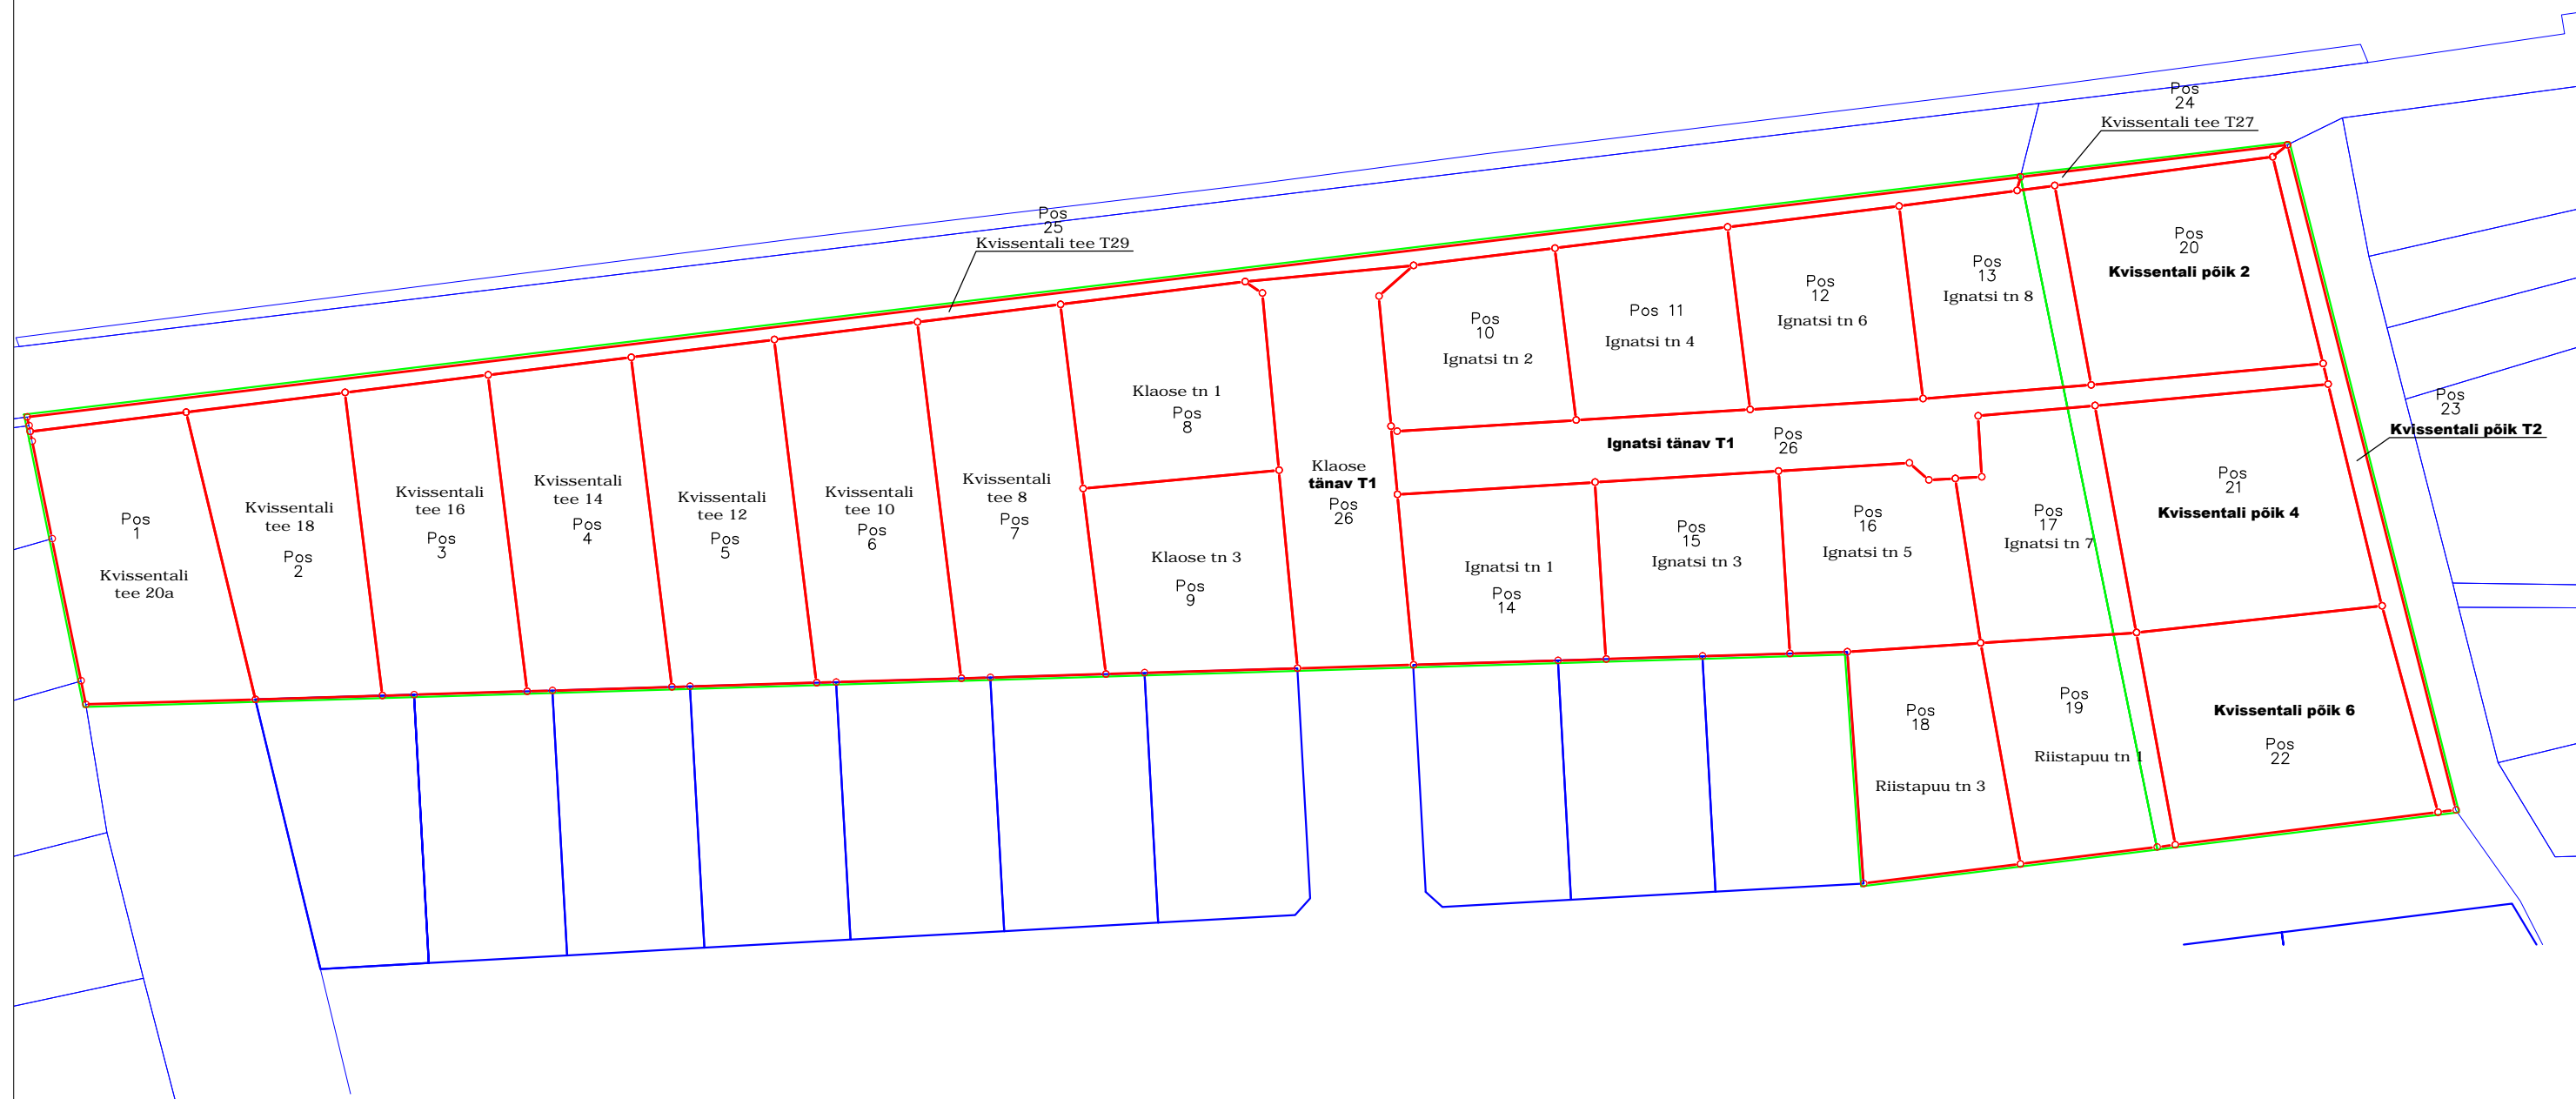 Pos
24
Kvissentali tee T27
Pos
25
Kvissentali tee T29
Pos
20
Kvissentali põik 2
Pos
13
Ignatsi tn 8
Pos
12
Ignatsi tn 6
Pos 11
Ignatsi tn 4
Pos
10
Ignatsi tn 2
Klaose tn 1
Pos
8
Pos
23
Kvissentali põik T2
Ignatsi tänav T1
Pos
26
Klaose
tänav T1
Pos
26
Pos
1
Kvissentali
tee 20a
Kvissentali
tee 18
Pos
2
Kvissentali
tee 16
Pos
3
Kvissentali
tee 14
Pos
4
Kvissentali
tee 12
Pos
5
Kvissentali
tee 10
Pos
6
Kvissentali
tee 8
Pos
7
Klaose tn 3
Pos
9
Ignatsi tn 1
Pos
14
Pos
15
Ignatsi tn 3
Pos
16
Ignatsi tn 5
Pos
17
Ignatsi tn 7
Pos
21
Kvissentali põik 4
Pos
18
Riistapuu tn 3
Pos
19
Riistapuu tn 1
Kvissentali põik 6
Pos
22